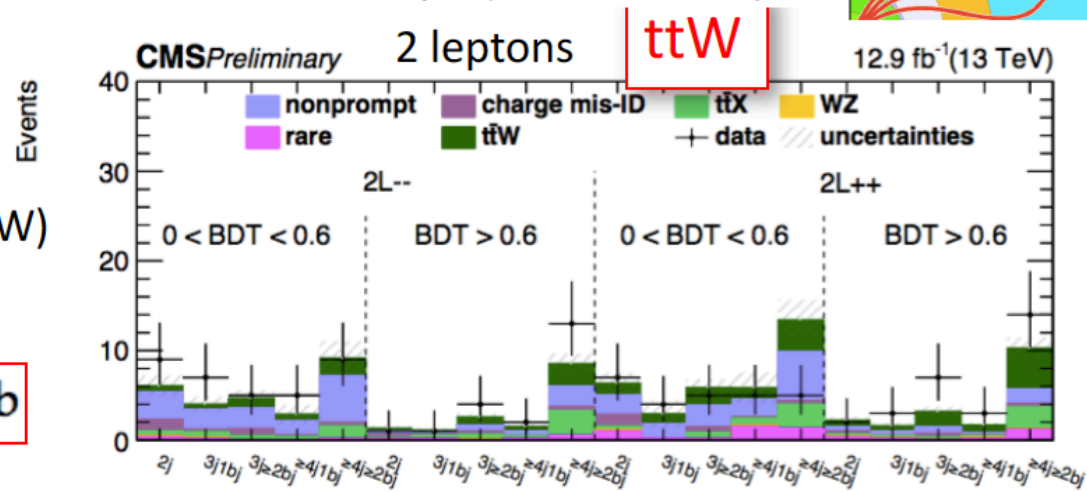 2 leptons
ttW
CMSPreliminary
12.9 fb⁻¹(13 TeV)
Events
40
30
20
10
0
nonprompt charge mis-ID tt̄X WZ
rare tt̄W data uncertainties
2L-- 2L++
W)
0 < BDT < 0.6 BDT > 0.6 0 < BDT < 0.6 BDT > 0.6
b
2j 3j1bj 3j≥2bj ≥4j1bj ≥4j≥2bj 2j 3j1bj 3j≥2bj ≥4j1bj ≥4j≥2bj 2j 3j1bj 3j≥2bj ≥4j1bj ≥4j≥2bj 2j 3j1bj 3j≥2bj ≥4j1bj ≥4j≥2bj